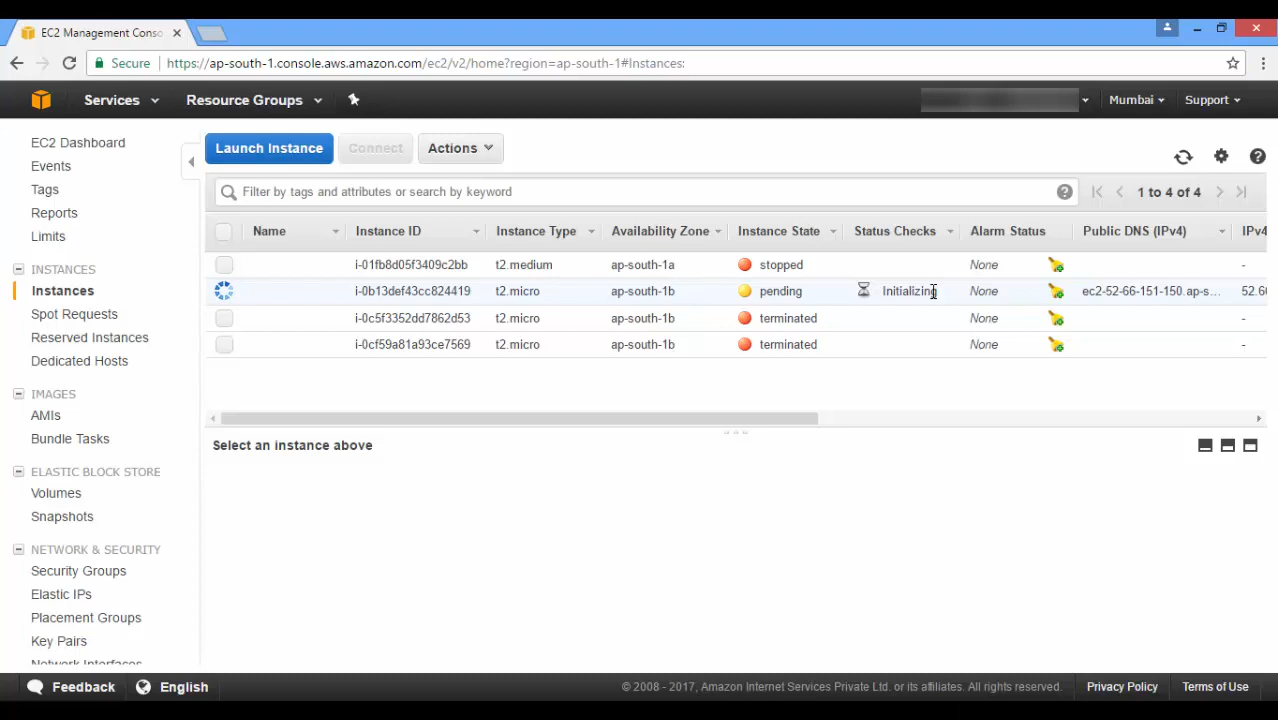 EC2 Management Conso
Secure https://ap-south-1.console.aws.amazon.com/ec2/v2/home?region=ap-south-1#Instances:
Services Resource Groups Mumbai Support
EC2 Dashboard
Events
Tags
Reports
Limits
INSTANCES
Instances
Spot Requests
Reserved Instances
Dedicated Hosts
IMAGES
AMIs
Bundle Tasks
ELASTIC BLOCK STORE
Volumes
Snapshots
NETWORK & SECURITY
Security Groups
Elastic IPs
Placement Groups
Key Pairs
Network Interfaces
Launch Instance Connect Actions
Filter by tags and attributes or search by keyword 1 to 4 of 4
Name Instance ID Instance Type Availability Zone Instance State Status Checks Alarm Status Public DNS (IPv4) IPv4
i-01fb8d05f3409c2bb t2.medium ap-south-1a stopped None -
i-0b13def43cc824419 t2.micro ap-south-1b pending Initializing None ec2-52-66-151-150.ap-s... 52.6
i-0c5f3352dd7862d53 t2.micro ap-south-1b terminated None -
i-0cf59a81a93ce7569 t2.micro ap-south-1b terminated None -
Select an instance above
Feedback English © 2008 - 2017, Amazon Internet Services Private Ltd. or its affiliates. All rights reserved. Privacy Policy Terms of Use